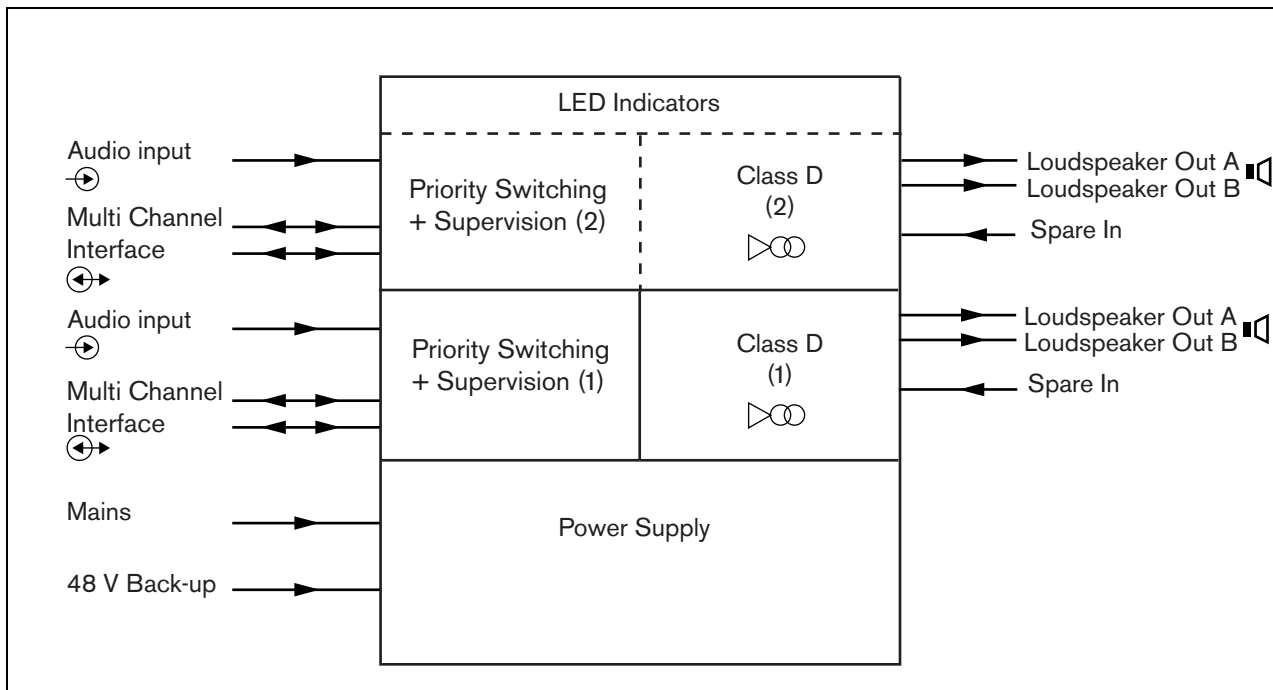 LED Indicators
Audio input
Multi Channel
Interface
Priority Switching
+ Supervision (2)
Class D
(2)
Loudspeaker Out A
Loudspeaker Out B
Spare In
Audio input
Multi Channel
Interface
Priority Switching
+ Supervision (1)
Class D
(1)
Loudspeaker Out A
Loudspeaker Out B
Spare In
Mains
48 V Back-up
Power Supply